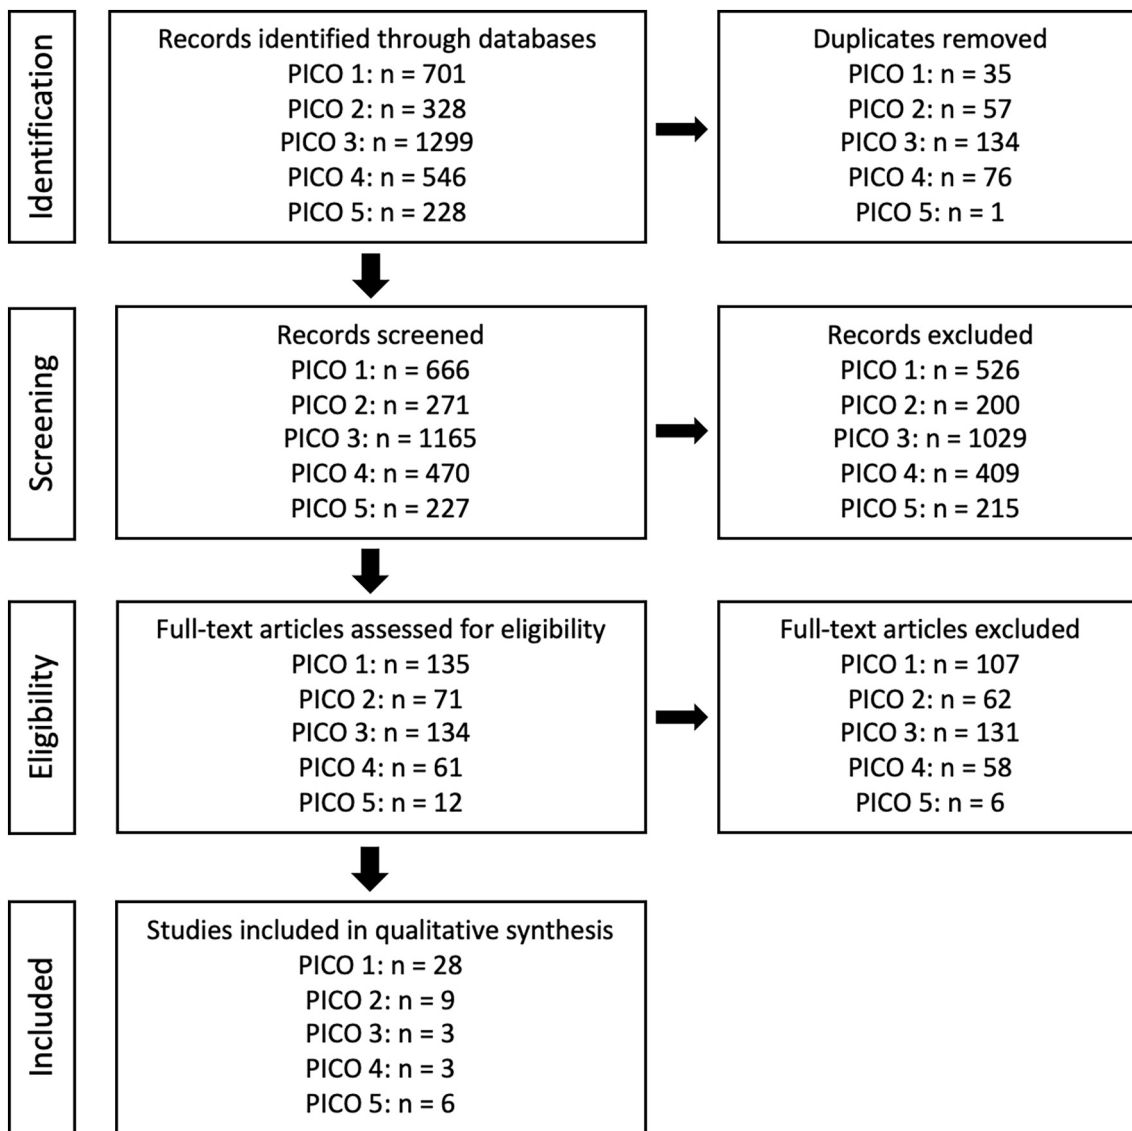 Identification
Records identified through databases
PICO 1: n = 701
PICO 2: n = 328
PICO 3: n = 1299
PICO 4: n = 546
PICO 5: n = 228
Duplicates removed
PICO 1: n = 35
PICO 2: n = 57
PICO 3: n = 134
PICO 4: n = 76
PICO 5: n = 1
Screening
Records screened
PICO 1: n = 666
PICO 2: n = 271
PICO 3: n = 1165
PICO 4: n = 470
PICO 5: n = 227
Records excluded
PICO 1: n = 526
PICO 2: n = 200
PICO 3: n = 1029
PICO 4: n = 409
PICO 5: n = 215
Eligibility
Full-text articles assessed for eligibility
PICO 1: n = 135
PICO 2: n = 71
PICO 3: n = 134
PICO 4: n = 61
PICO 5: n = 12
Full-text articles excluded
PICO 1: n = 107
PICO 2: n = 62
PICO 3: n = 131
PICO 4: n = 58
PICO 5: n = 6
Included
Studies included in qualitative synthesis
PICO 1: n = 28
PICO 2: n = 9
PICO 3: n = 3
PICO 4: n = 3
PICO 5: n = 6